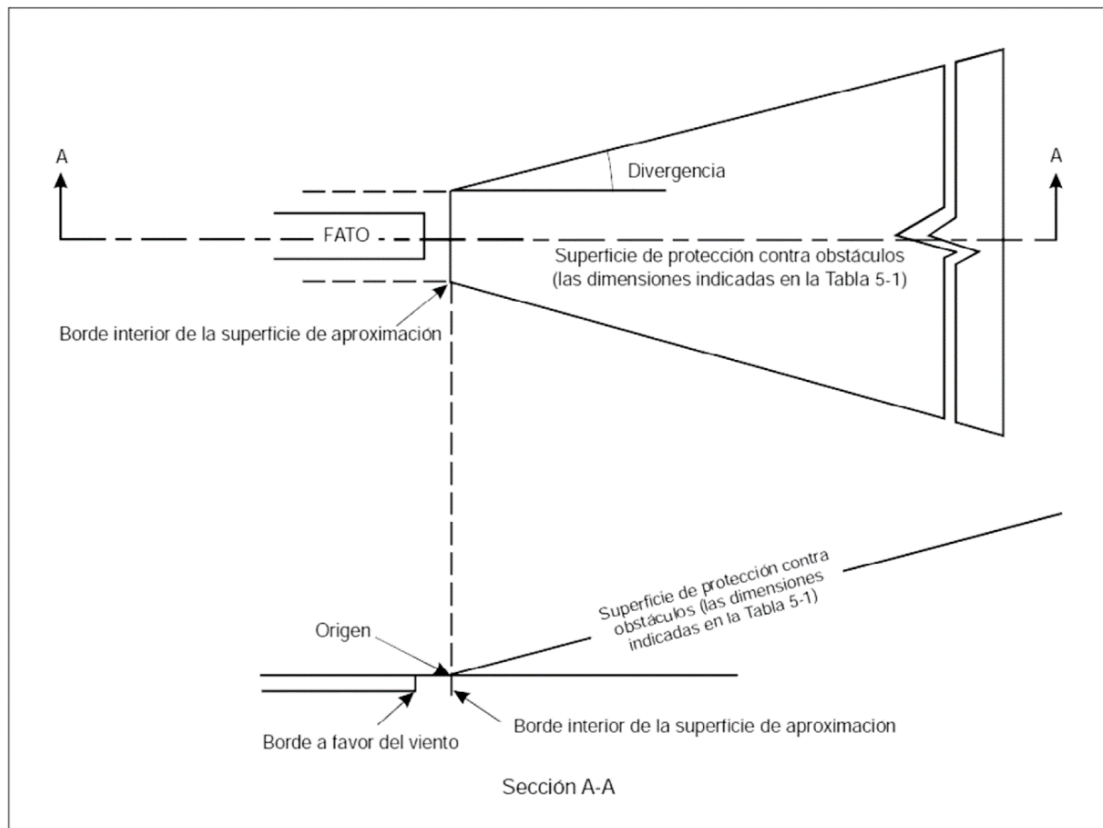 A
A
Divergencia
FATO
Superficie de protección contra obstáculos
(las dimensiones indicadas en la Tabla 5-1)
Borde interior de la superficie de aproximación
Superficie de protección contra
obstáculos (las dimensiones
indicadas en la Tabla 5-1)
Origen
Borde interior de la superficie de aproximacion
Borde a favor del viento
Sección A-A